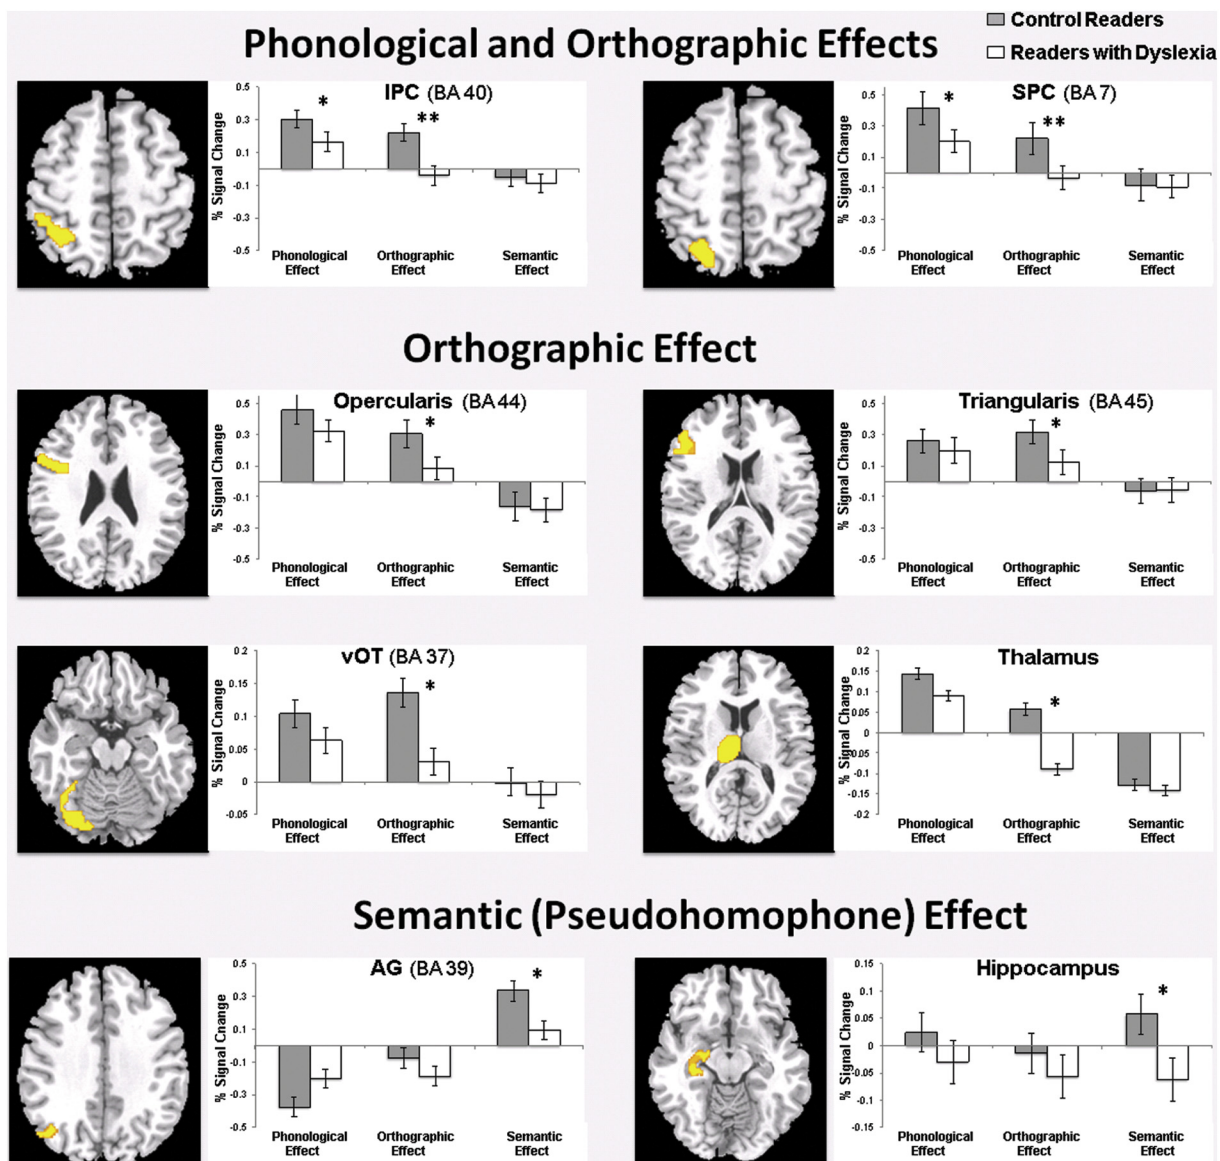 Control Readers
Readers with Dyslexia
Phonological and Orthographic Effects
IPC (BA 40)
% Signal Change
0.5
0.3
0.1
-0.1
-0.3
-0.5
*
**
Phonological Effect
Orthographic Effect
Semantic Effect
SPC (BA 7)
% Signal Change
0.5
0.3
0.1
-0.1
-0.3
-0.5
*
**
Phonological Effect
Orthographic Effect
Semantic Effect
Orthographic Effect
Opercularis (BA 44)
% Signal Change
0.5
0.3
0.1
-0.1
-0.3
-0.5
*
Phonological Effect
Orthographic Effect
Semantic Effect
Triangularis (BA 45)
% Signal Change
0.5
0.3
0.1
-0.1
-0.3
-0.5
*
Phonological Effect
Orthographic Effect
Semantic Effect
vOT (BA 37)
% Signal Cnange
0.2
0.15
0.1
0.05
0
-0.05
*
Phonological Effect
Orthographic Effect
Semantic Effect
Thalamus
% Signal Change
0.2
0.15
0.1
0.05
0
-0.05
-0.1
-0.15
-0.2
*
Phonological Effect
Orthographic Effect
Semantic Effect
Semantic (Pseudohomophone) Effect
AG (BA 39)
% Signal Change
0.5
0.3
0.1
-0.1
-0.3
-0.5
*
Phonological Effect
Orthographic Effect
Semantic Effect
Hippocampus
% Signal Change
0.15
0.1
0.05
0
-0.05
-0.1
-0.15
*
Phonological Effect
Orthographic Effect
Semantic Effect